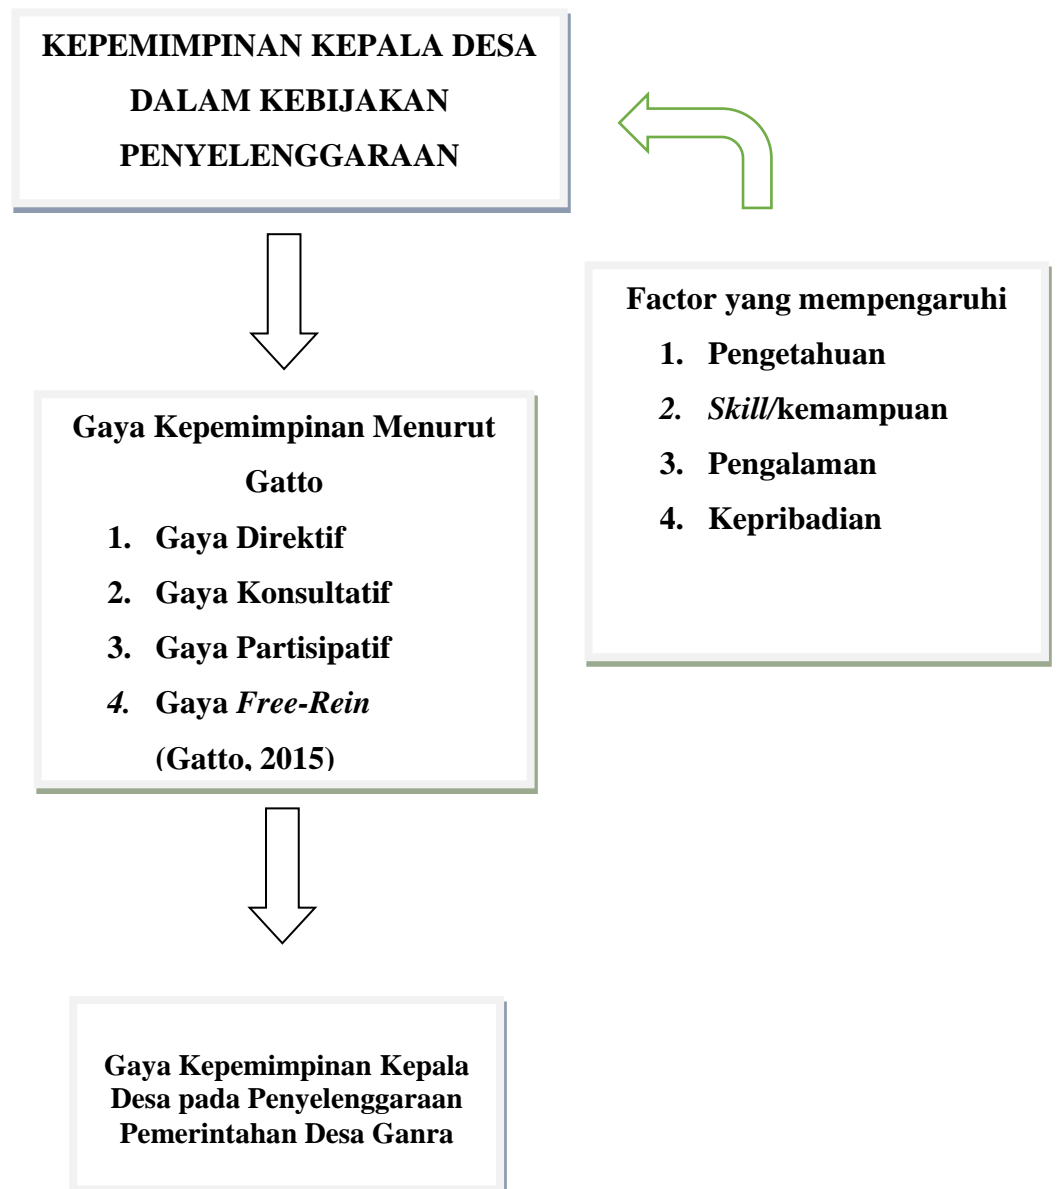 KEPEMIMPINAN KEPALA DESA
DALAM KEBIJAKAN
PENYELENGGARAAN
Factor yang mempengaruhi
1. Pengetahuan
2. Skill/kemampuan
3. Pengalaman
4. Kepribadian
Gaya Kepemimpinan Menurut
Gatto
1. Gaya Direktif
2. Gaya Konsultatif
3. Gaya Partisipatif
4. Gaya Free-Rein
(Gatto, 2015)
Gaya Kepemimpinan Kepala
Desa pada Penyelenggaraan
Pemerintahan Desa Ganra